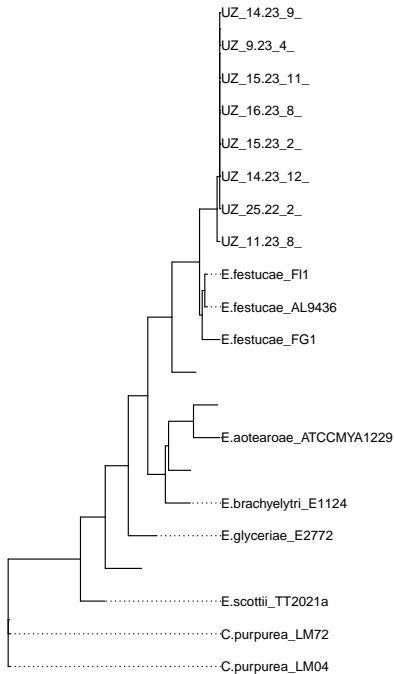 UZ_14.23_9_
UZ_9.23_4_
UZ_15.23_11_
UZ_16.23_8_
UZ_15.23_2_
UZ_14.23_12_
UZ_25.22_2_
UZ_11.23_8_
E.festucae_Fl1
E.festucae_AL9436
E.festucae_FG1
E.aotearoae_ATCCMYA1229
E.brachyelytri_E1124
E.glyceriae_E2772
E.scottii_TT2021a
C.purpurea_LM72
C.purpurea_LM04